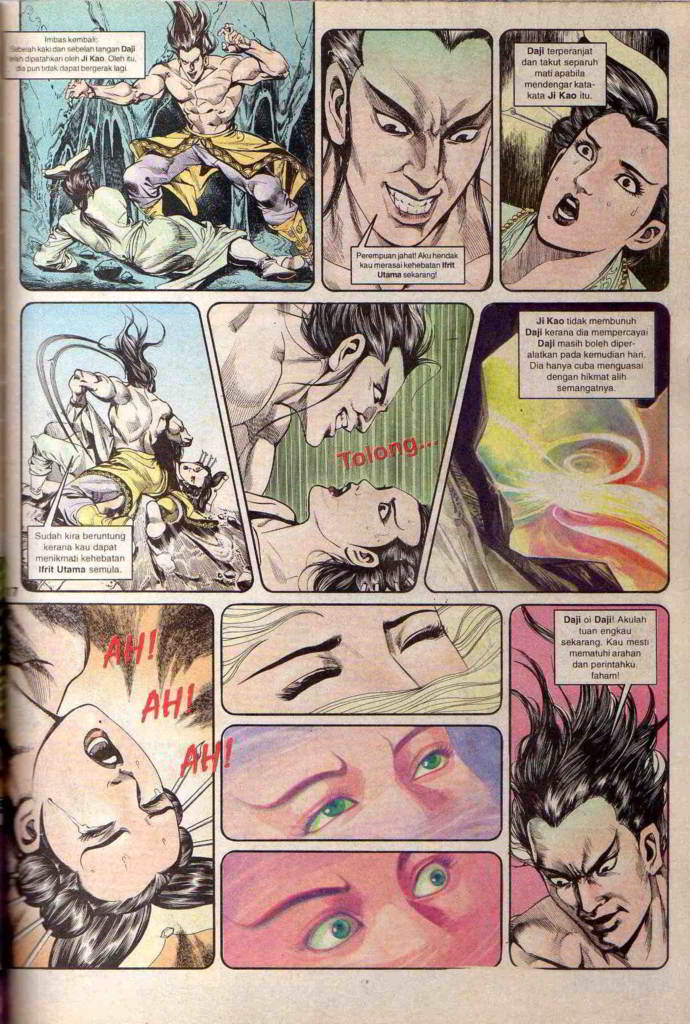 Imbas kembali:
Sebelah kaki dan sebelah tangan Daji
telah dipatahkan oleh Ji Kao. Oleh itu,
dia pun tidak dapat bergerak lagi.
Perempuan jahat! Aku hendak
kau merasai kehebatan Ifrit
Utama sekarang!
Daji terperanjat
dan takut separuh
mati apabila
mendengar kata-
kata Ji Kao itu.
Sudah kira beruntung
kerana kau dapat
menikmati kehebatan
Ifrit Utama semula.
Tolong...
Ji Kao tidak membunuh
Daji kerana dia mempercayai
Daji masih boleh diper-
alatkan pada kemudian hari.
Dia hanya cuba menguasai
dengan hikmat alih
semangatnya.
AH!
AH!
AH!
Daji oi Daji! Akulah
tuan engkau
sekarang. Kau mesti
mematuhi arahan
dan perintahku,
faham!